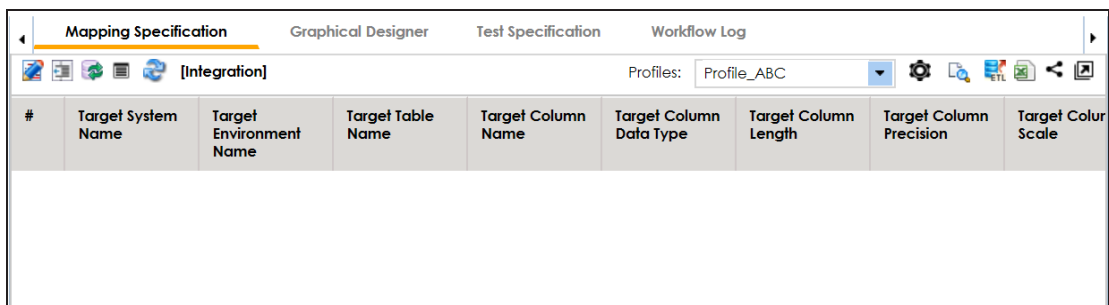 Mapping Specification Graphical Designer Test Specification Workflow Log
[Integration] Profiles: Profile_ABC ETL
# Target System Target Target Table Target Column Target Column Target Column Target Column Target Colur
Name Environment Name Name Data Type Length Precision Scale
Name